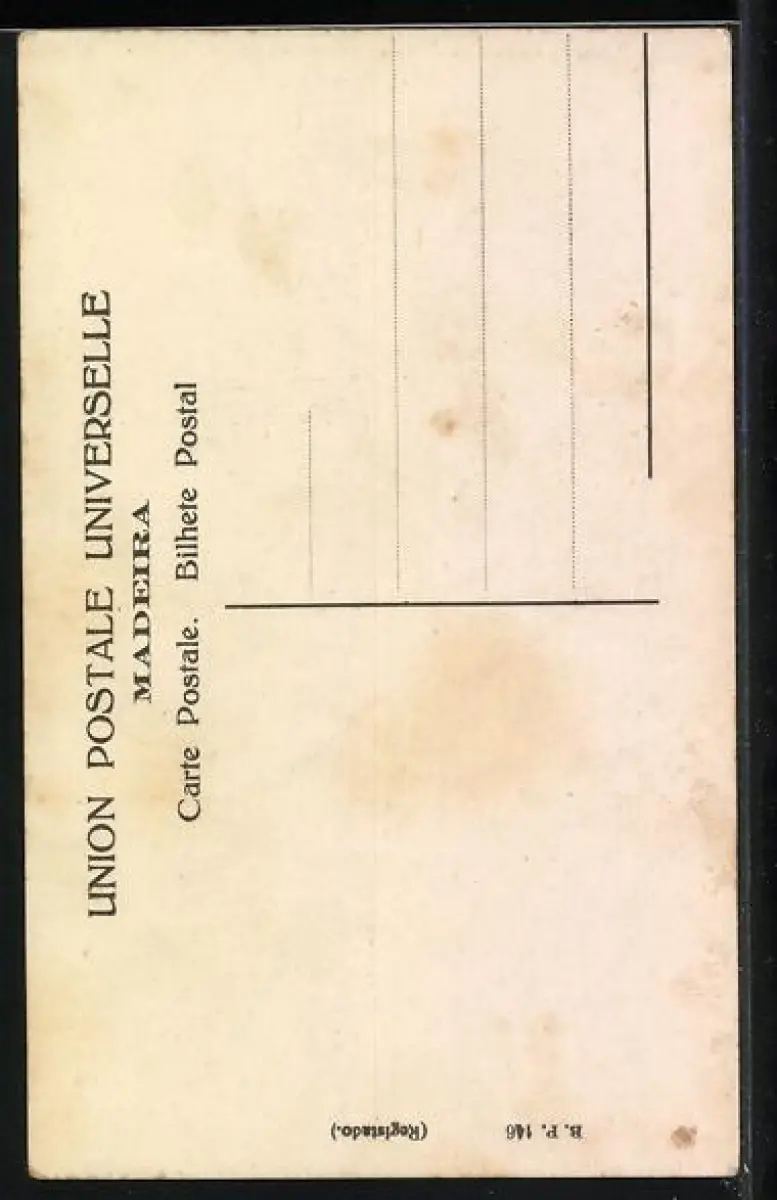 UNION POSTALE UNIVERSELLE
MADEIRA
Carte Postale. Bilhete Postal
B. P. 146 (Registado.)